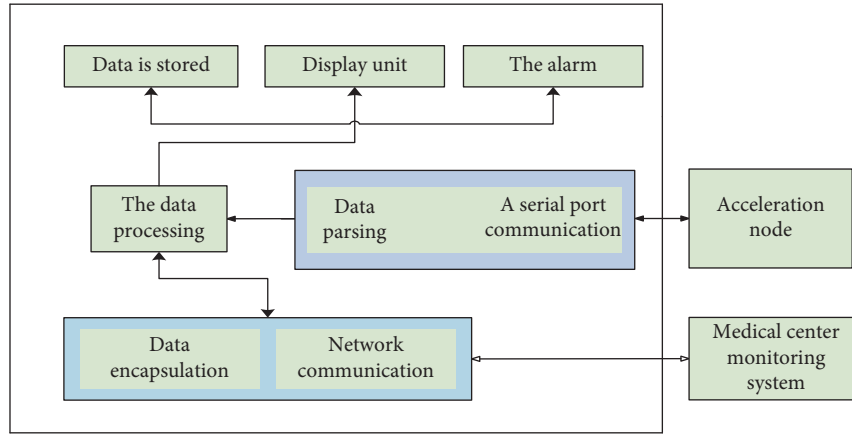 Data is stored
Display unit
The alarm
The data
processing
Data
parsing
A serial port
communication
Acceleration
node
Data
encapsulation
Network
communication
Medical center
monitoring
system